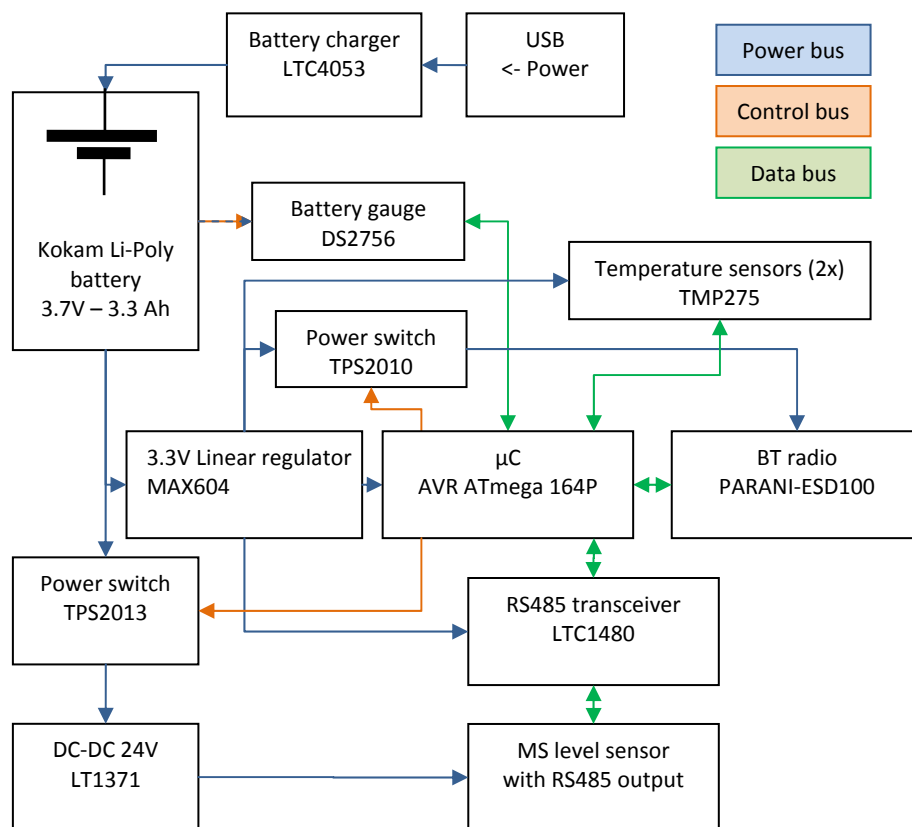 Battery charger
LTC4053
USB
<- Power
Power bus
Control bus
Data bus
Kokam Li-Poly
battery
3.7V – 3.3 Ah
Battery gauge
DS2756
Temperature sensors (2x)
TMP275
Power switch
TPS2010
3.3V Linear regulator
MAX604
µC
AVR ATmega 164P
BT radio
PARANI-ESD100
Power switch
TPS2013
RS485 transceiver
LTC1480
DC-DC 24V
LT1371
MS level sensor
with RS485 output